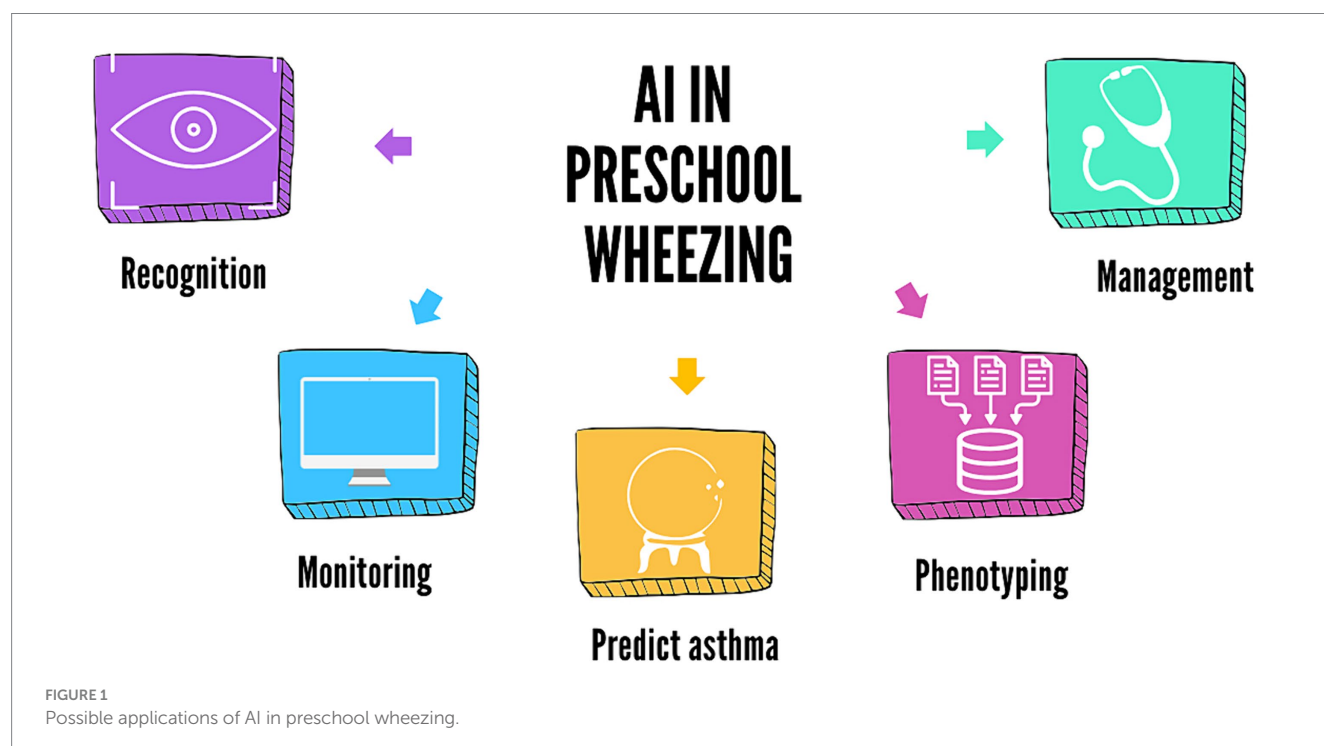 AI IN
PRESCHOOL
WHEEZING
Recognition
Management
Monitoring
Phenotyping
Predict asthma
FIGURE 1
Possible applications of AI in preschool wheezing.